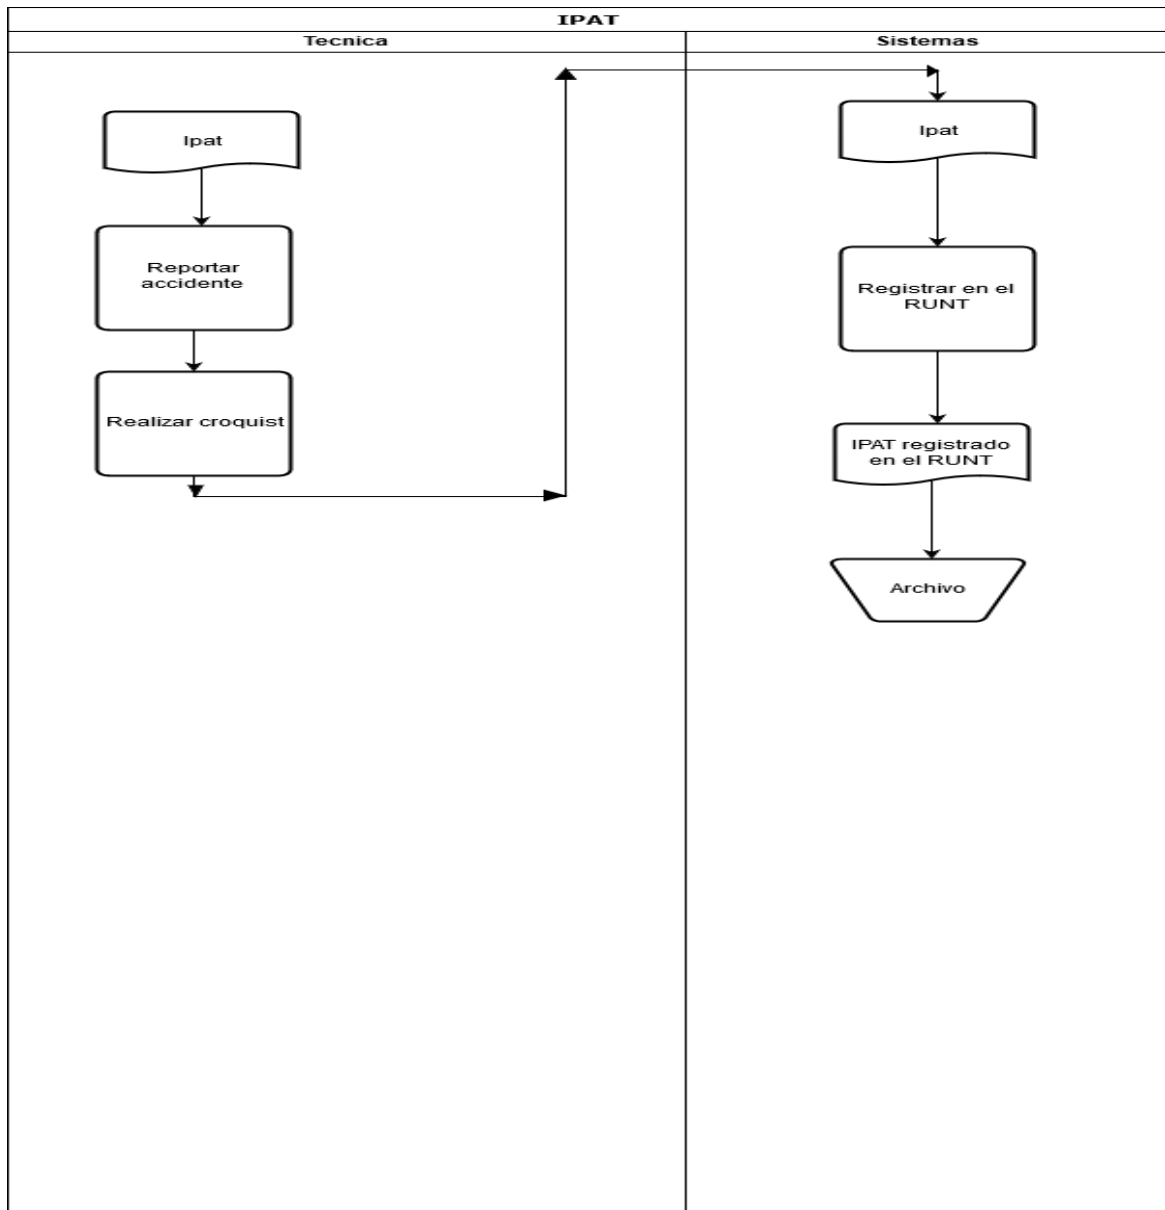 IPAT
Tecnica
Sistemas
Ipat
Reportar
accidente
Realizar croquist
Ipat
Registrar en el
RUNT
IPAT registrado
en el RUNT
Archivo